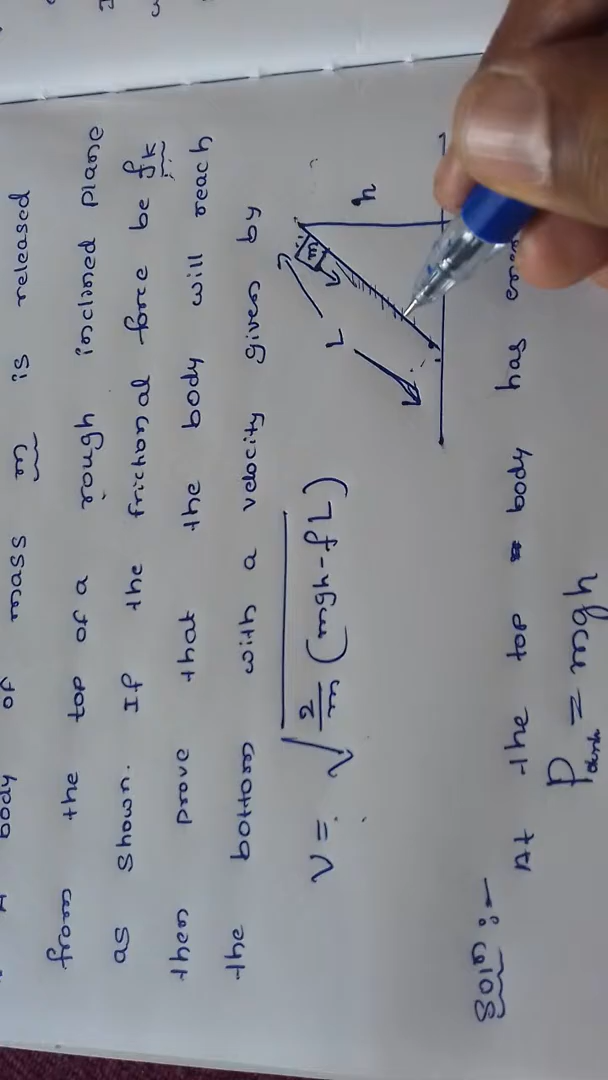 A body of mass m is released
from the top of a rough inclined plane
as shown. If the frictional force be fk
then prove that the body will reach
the bottom with a velocity given by
V = √ 2/m (mgh - fL)
m
h
L
Soln :-
At the top body has
= mgh